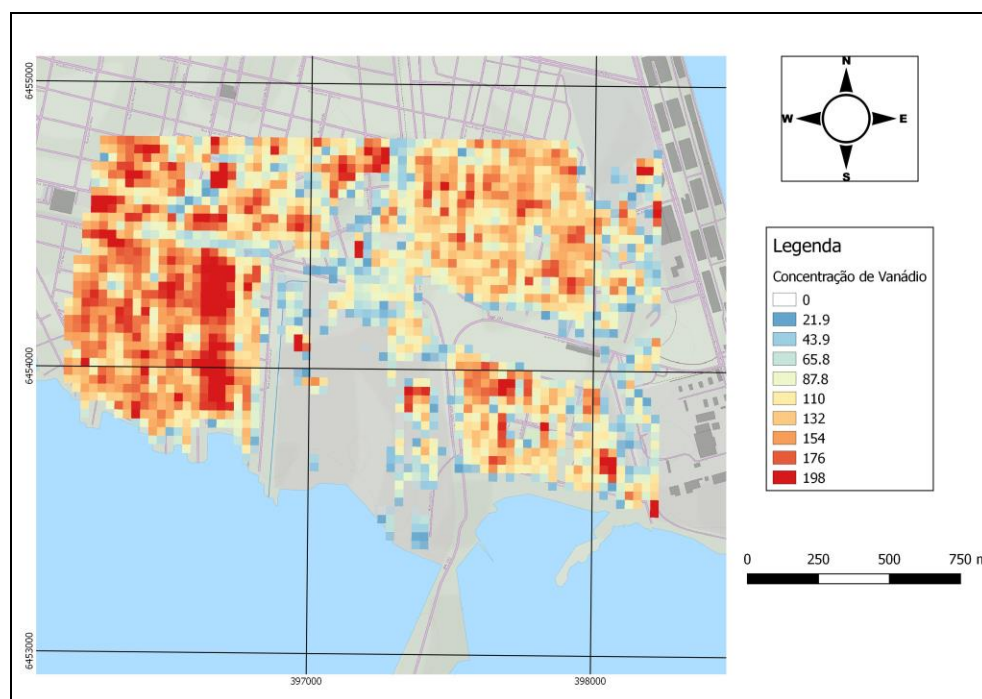 6455000
6454000
6453000
397000
398000
N
W
E
S
Legenda
Concentração de Vanádio
0
21.9
43.9
65.8
87.8
110
132
154
176
198
0 250 500 750 m